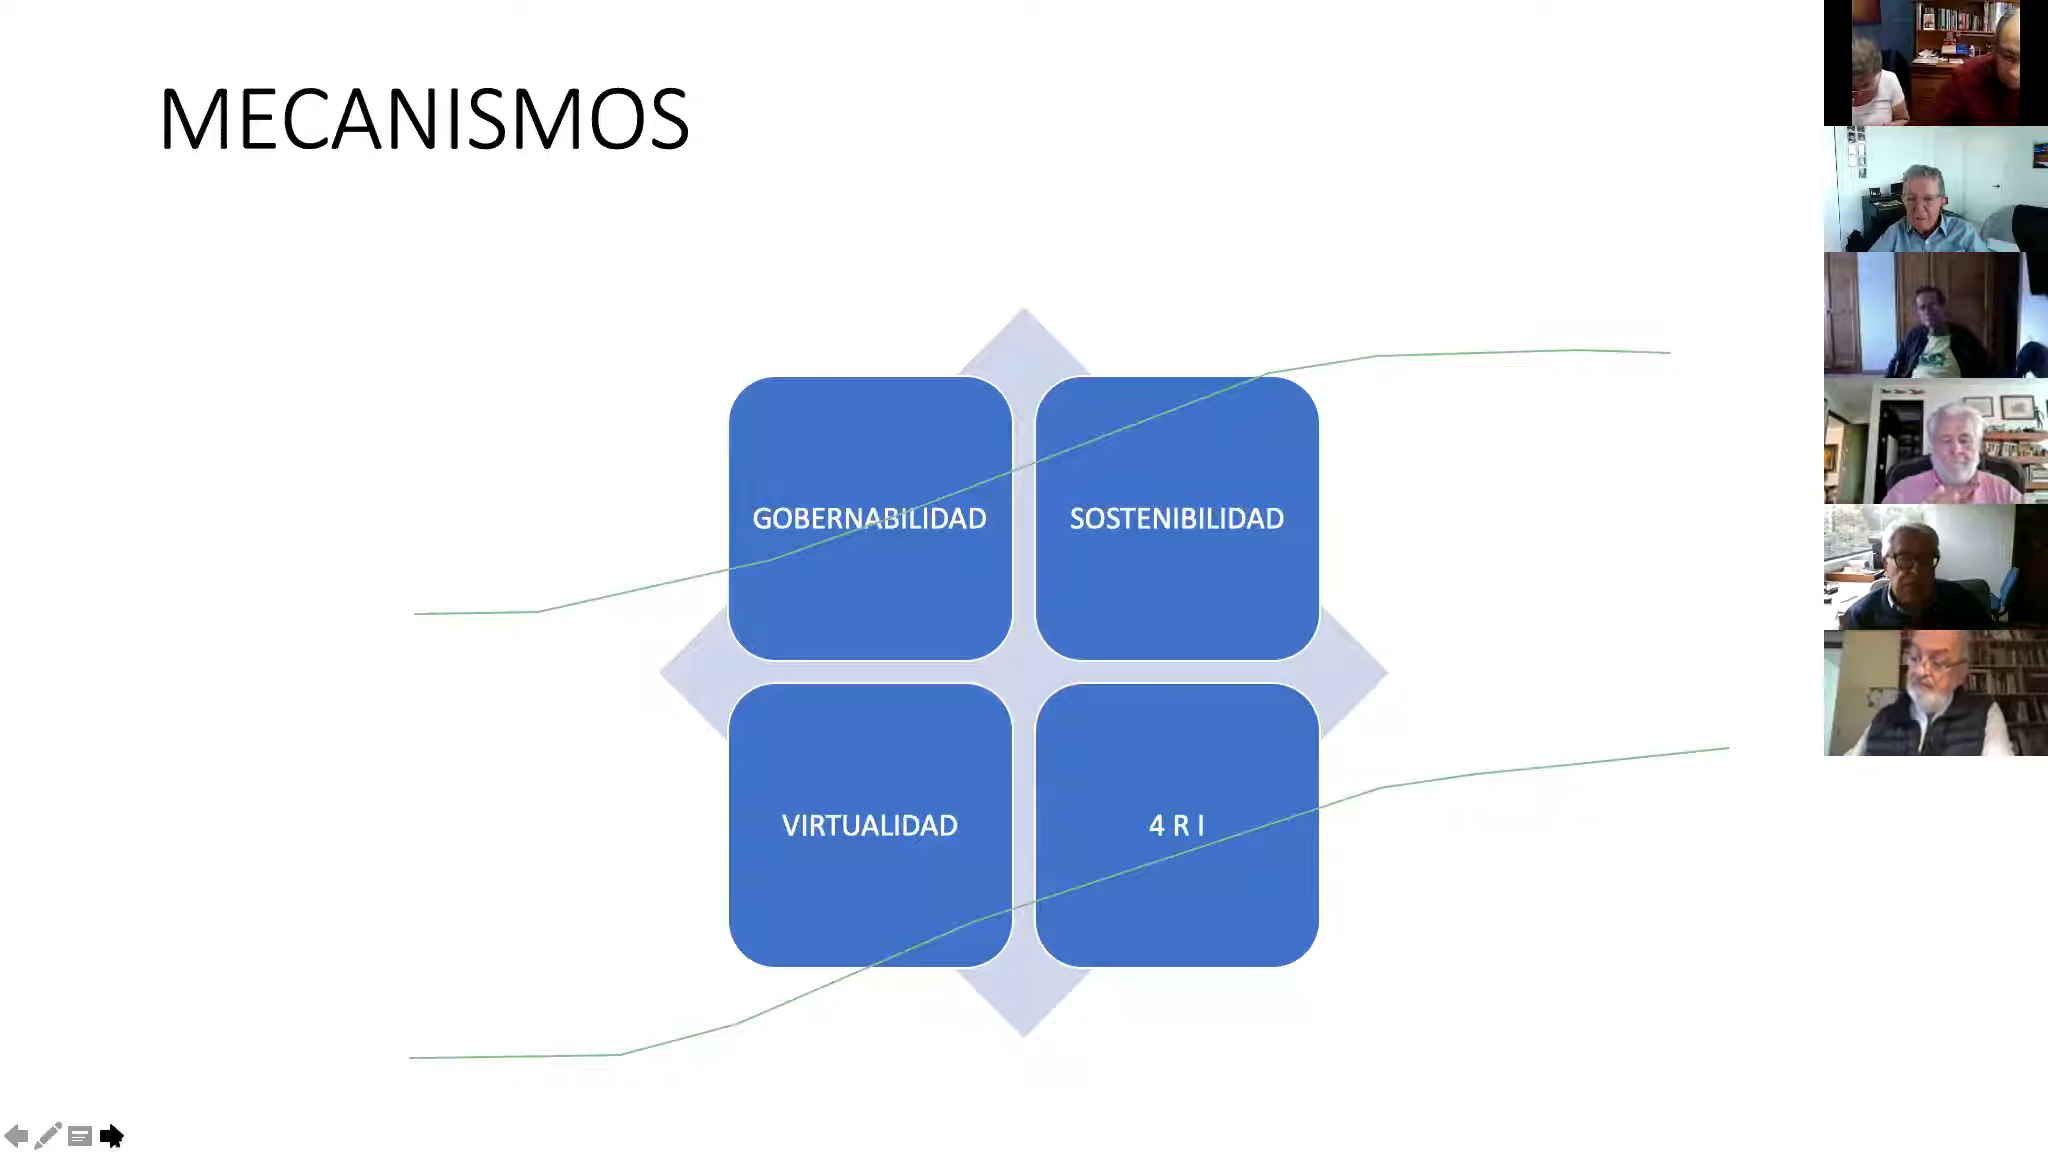 MECANISMOS
GOBERNABILIDAD
SOSTENIBILIDAD
VIRTUALIDAD
4 R I